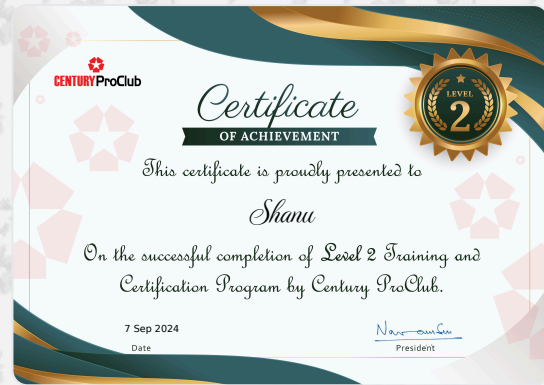 CENTURY ProClub
Certificate
OF ACHIEVEMENT
LEVEL
2
This certificate is proudly presented to
Shanu
On the successful completion of Level 2 Training and
Certification Program by Century ProClub.
7 Sep 2024
Date
President